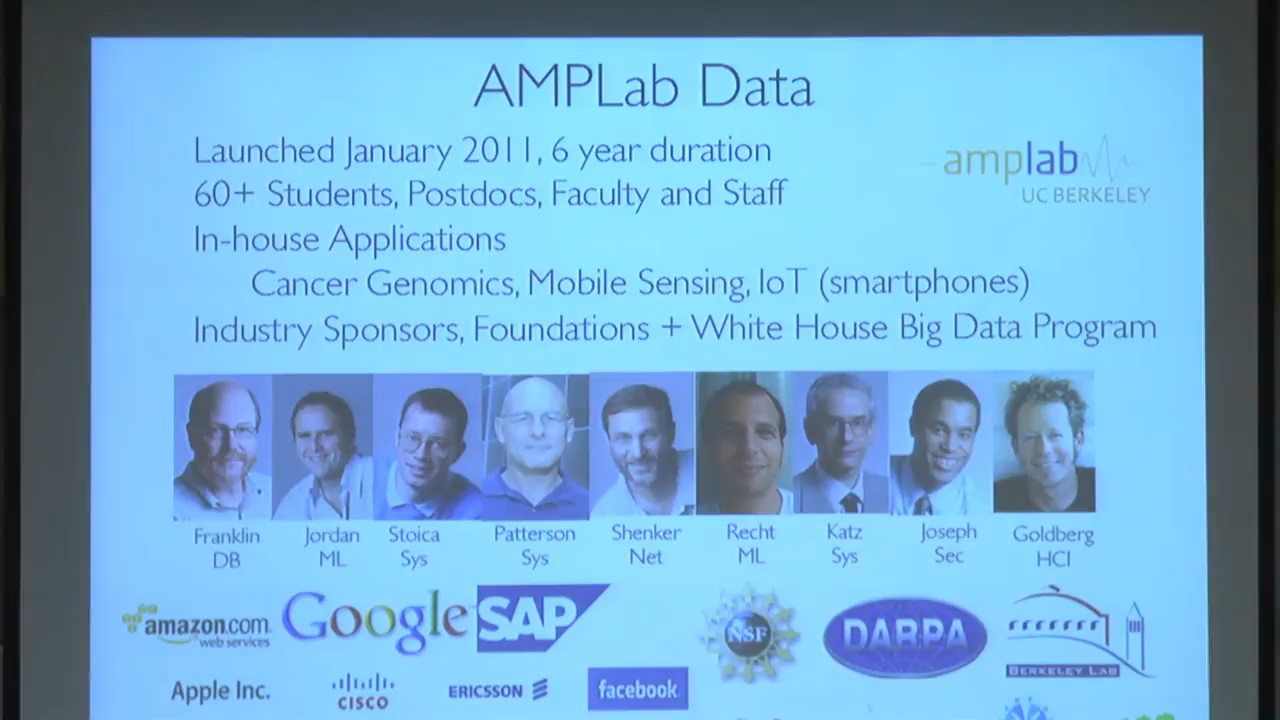 AMPLab Data
Launched January 2011, 6 year duration
60+ Students, Postdocs, Faculty and Staff
In-house Applications
Cancer Genomics, Mobile Sensing, IoT (smartphones)
Industry Sponsors, Foundations + White House Big Data Program
amplab
UC BERKELEY
Franklin Jordan Stoica Patterson Shenker Recht Katz Joseph Goldberg
DB ML Sys Sys Net ML Sys Sec HCI
amazon.com
web services
Google
SAP
NSF
DARPA
BERKELEY LAB
Apple Inc.
CISCO
ERICSSON
facebook